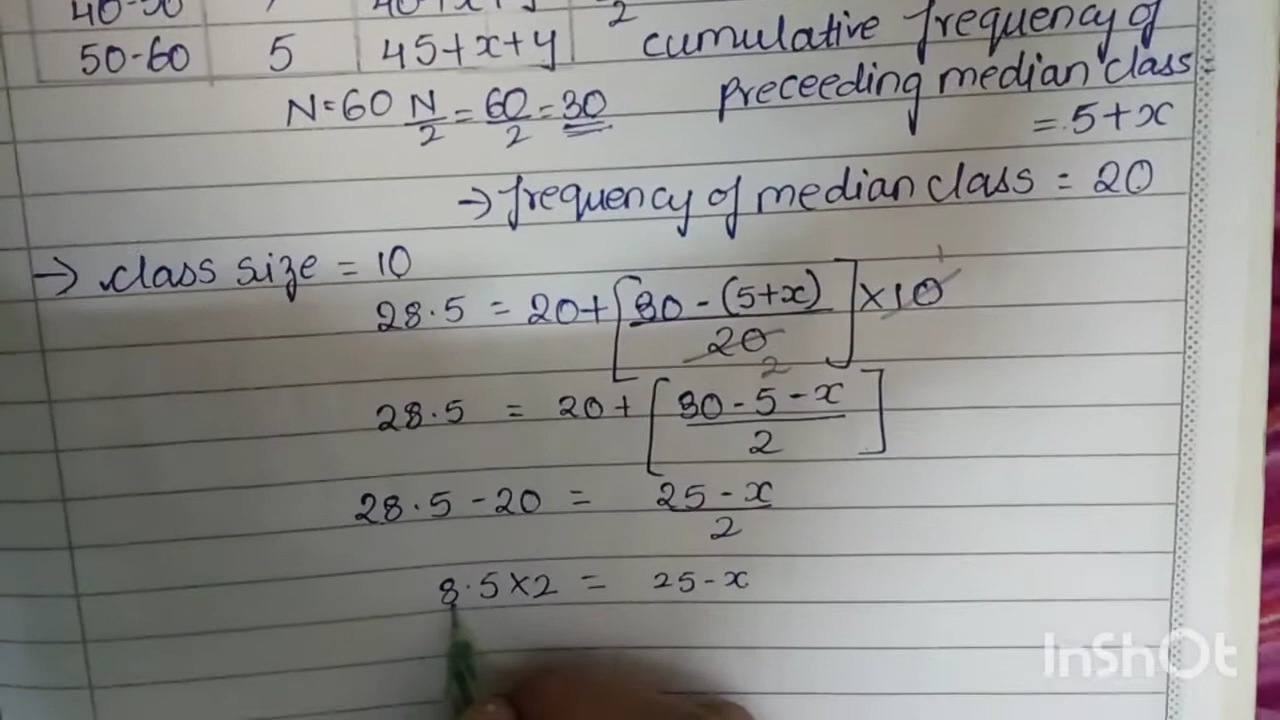 50-60 5 45+x+y
cumulative frequency of
preceeding median class
= 5+x
N=60 N/2 = 60/2 = 30
→ frequency of median class = 20
→ class size = 10
28.5 = 20+[30-(5+x)/20]×10
2
1
28.5 = 20+[30-5-x/2]
28.5-20 = 25-x/2
8.5×2 = 25-x
InShOt